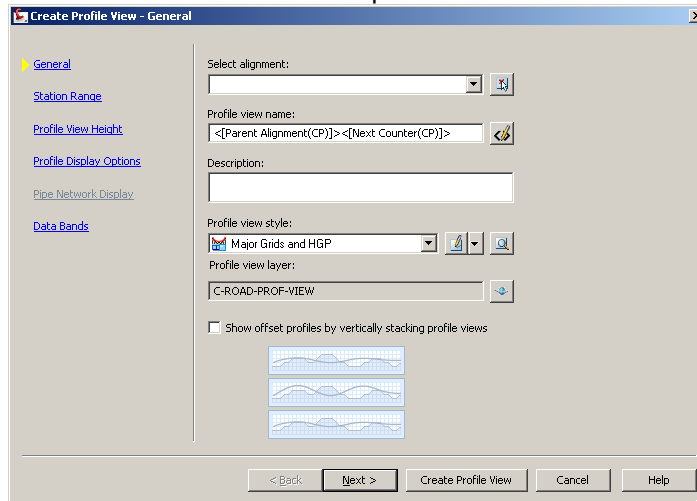 Create Profile View - General
General
Station Range
Profile View Height
Profile Display Options
Pipe Network Display
Data Bands
Select alignment:
Profile view name:
<[Parent Alignment(CP)]><[Next Counter(CP)]>
Description:
Profile view style:
Major Grids and HGP
Profile view layer:
C-ROAD-PROF-VIEW
Show offset profiles by vertically stacking profile views
< Back Next > Create Profile View Cancel Help